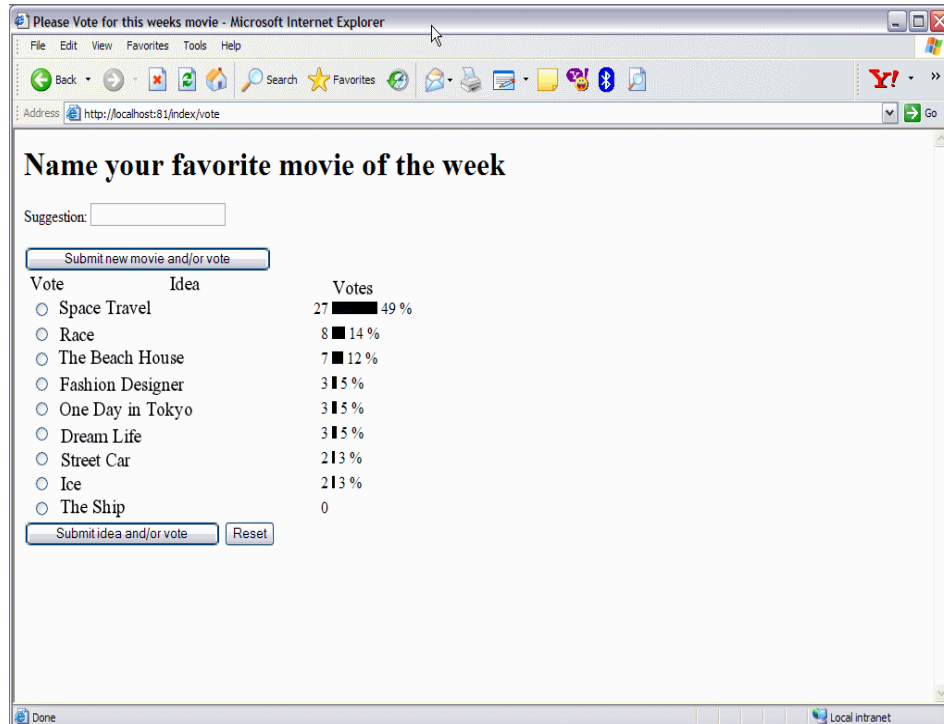 Please Vote for this weeks movie - Microsoft Internet Explorer
File Edit View Favorites Tools Help
Back Search Favorites Y! »
Address http://localhost:81/index/vote Go
Name your favorite movie of the week
Suggestion:
Submit new movie and/or vote
Vote Idea Votes
Space Travel 27 49 %
Race 8 14 %
The Beach House 7 12 %
Fashion Designer 3 5 %
One Day in Tokyo 3 5 %
Dream Life 3 5 %
Street Car 2 3 %
Ice 2 3 %
The Ship 0
Submit idea and/or vote Reset
Done Local intranet